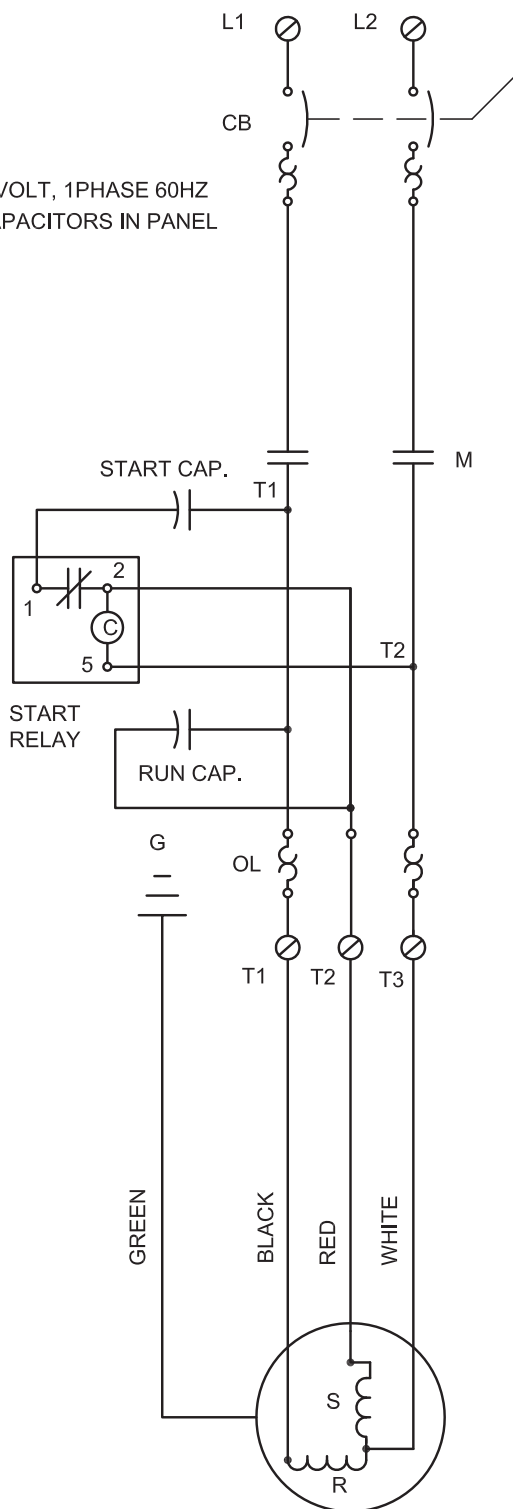 L1 L2
CB
VOLT, 1PHASE 60HZ
APACITORS IN PANEL
M
START CAP.
T1
1 2
C
5
T2
START
RELAY
RUN CAP.
G
OL
T1 T2 T3
GREEN
BLACK
RED
WHITE
S
R